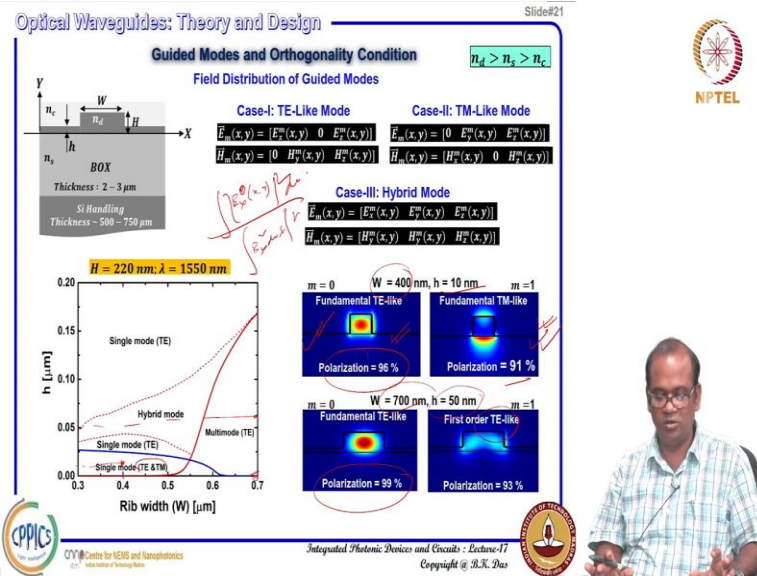 Slide#21
Optical Waveguides: Theory and Design
Guided Modes and Orthogonality Condition
n_d > n_s > n_c
Field Distribution of Guided Modes
NPTEL
Y
W
n_c
n_d
H
X
h
n_s
BOX
Thickness : 2 – 3 μm
Si Handling
Thickness ~ 500 – 750 μm
Case-I: TE-Like Mode
E_m(x,y) = [E_x^m(x,y) 0 E_z^m(x,y)]
H_m(x,y) = [0 H_y^m(x,y) H_z^m(x,y)]
Case-II: TM-Like Mode
E_m(x,y) = [0 E_y^m(x,y) E_z^m(x,y)]
H_m(x,y) = [H_x^m(x,y) 0 H_z^m(x,y)]
Case-III: Hybrid Mode
E_m(x,y) = [E_x^m(x,y) E_y^m(x,y) E_z^m(x,y)]
H = 220 nm; λ = 1550 nm
h [μm]
0.20
0.15
0.10
0.05
0.00
0.3 0.4 0.5 0.6 0.7
Rib width (W) [μm]
Single mode (TE)
Hybrid mode
Multimode (TE)
Single mode (TE)
Single mode (TE &TM)
W = 400 nm, h = 10 nm
m = 0
m=1
Fundamental TE-like
Fundamental TM-like
Polarization = 96 %
Polarization = 91 %
W = 700 nm, h = 50 nm
m = 0
m=1
Fundamental TE-like
First order TE-like
Polarization = 99 %
Polarization = 93 %
CPPICS
Centre for NEMS and Nanophotonics
Indian Institute of Technology Madras
Integrated Photonic Devices and Circuits : Lecture-17
Copyright @ B.K. Das
INDIAN INSTITUTE OF TECHNOLOGY MADRAS